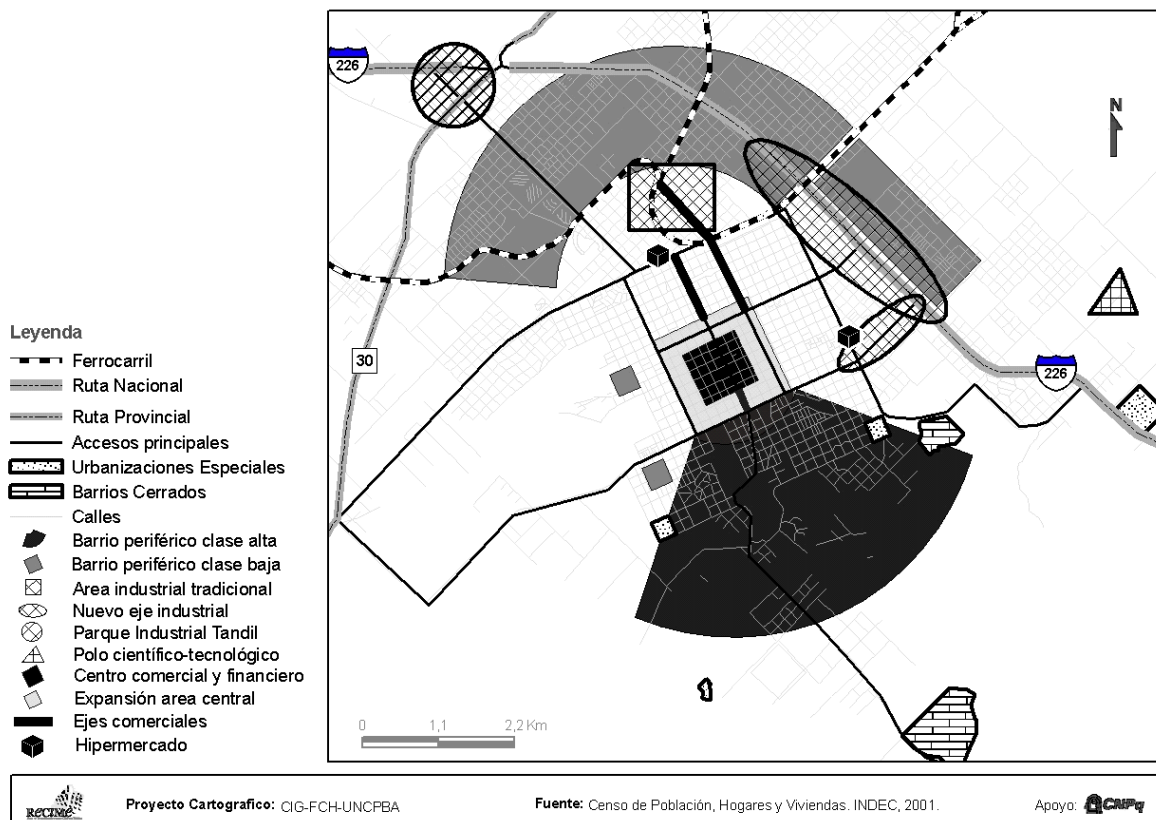 226
N
30
226
Leyenda
Ferrocarril
Ruta Nacional
Ruta Provincial
Accesos principales
Urbanizaciones Especiales
Barrios Cerrados
Calles
Barrio periférico clase alta
Barrio periférico clase baja
Area industrial tradicional
Nuevo eje industrial
Parque Industrial Tandil
Polo científico-tecnológico
Centro comercial y financiero
Expansión area central
Ejes comerciales
Hipermercado
0 1,1 2,2 Km
RECIME Proyecto Cartografico: CIG-FCH-UNCPBA Fuente: Censo de Población, Hogares y Viviendas. INDEC, 2001. Apoyo: CNPq